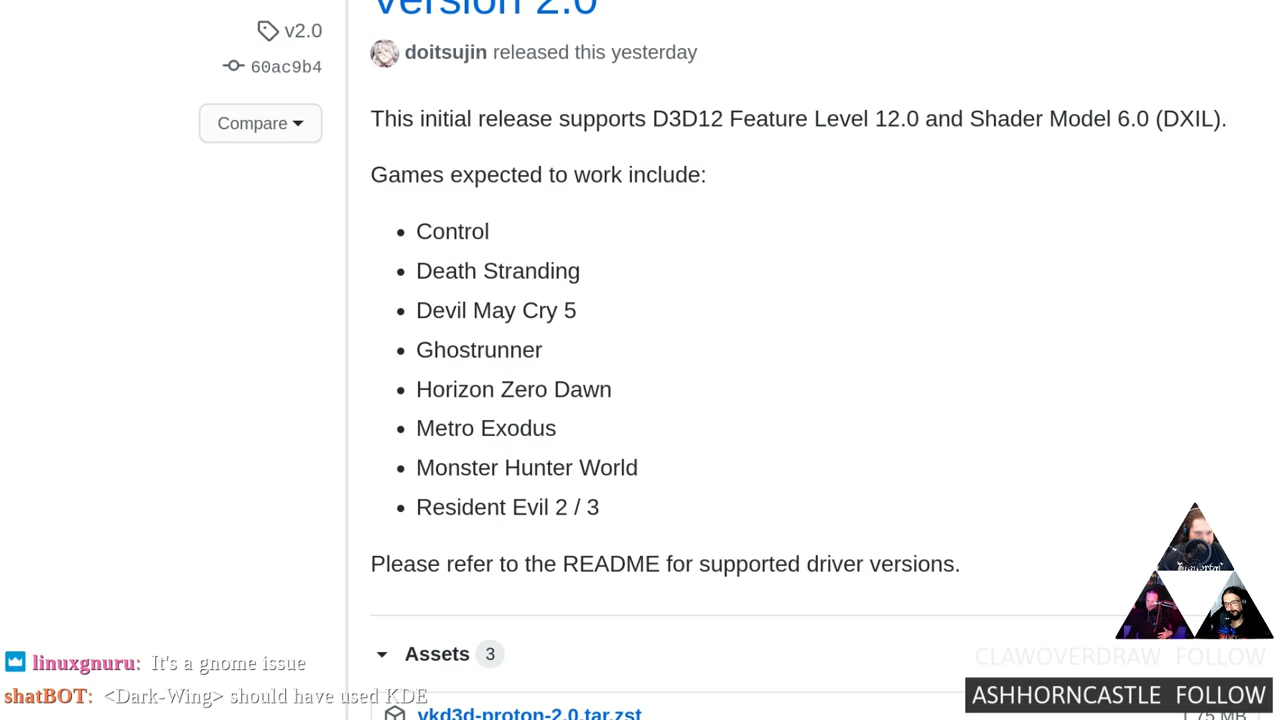 Version 2.0
v2.0
doitsujin released this yesterday
60ac9b4
Compare
This initial release supports D3D12 Feature Level 12.0 and Shader Model 6.0 (DXIL).
Games expected to work include:
Control
Death Stranding
Devil May Cry 5
Ghostrunner
Horizon Zero Dawn
Metro Exodus
Monster Hunter World
Resident Evil 2 / 3
Please refer to the README for supported driver versions.
Assets 3
vkd3d-proton-2.0.tar.zst 1.75 MB
linuxgnuru: It's a gnome issue
shatBOT: <Dark-Wing> should have used KDE
CLAWOVERDRAW FOLLOW
ASHHORNCASTLE FOLLOW